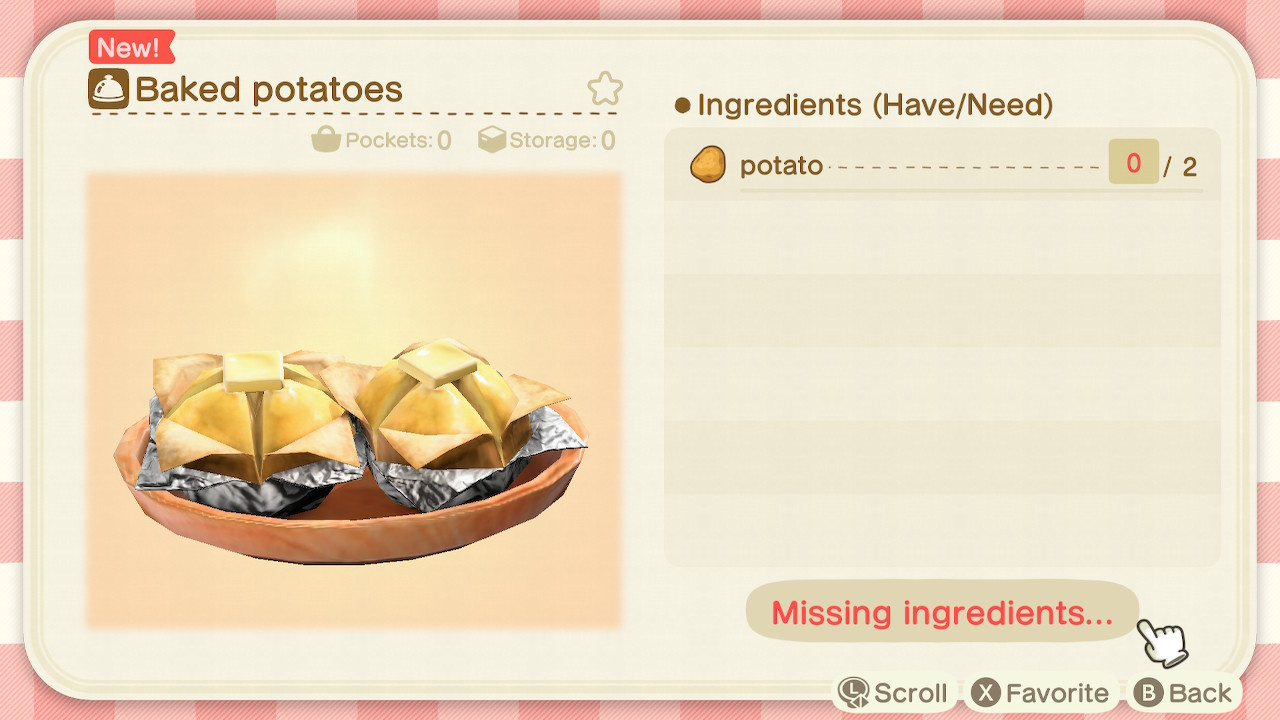 New!
Baked potatoes
Pockets: 0 Storage: 0
Ingredients (Have/Need)
potato 0 / 2
Missing ingredients...
L Scroll X Favorite B Back